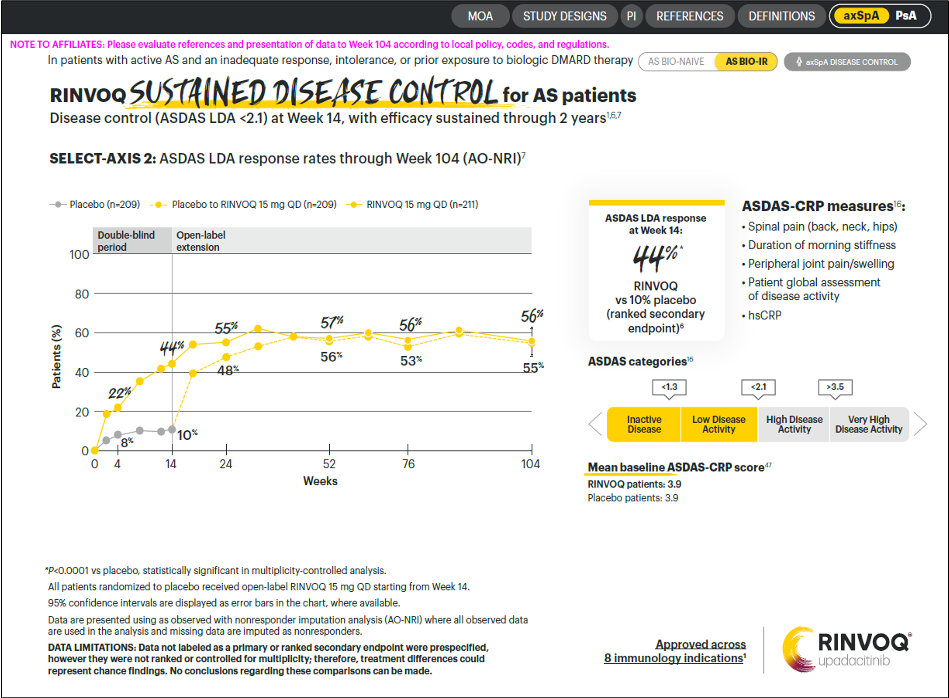 MOA STUDY DESIGNS PI REFERENCES DEFINITIONS axSpA PsA
NOTE TO AFFILIATES: Please evaluate references and presentation of data to Week 104 according to local policy, codes, and regulations.
In patients with active AS and an inadequate response, intolerance, or prior exposure to biologic DMARD therapy
AS BIO-NAIVE AS BIO-IR axSpA DISEASE CONTROL
RINVOQ SUSTAINED DISEASE CONTROL for AS patients
Disease control (ASDAS LDA <2.1) at Week 14, with efficacy sustained through 2 years1,6,7
SELECT-AXIS 2: ASDAS LDA response rates through Week 104 (AO-NRI)7
Placebo (n=209) Placebo to RINVOQ 15 mg QD (n=209) RINVOQ 15 mg QD (n=211)
Double-blind
period
Open-label
extension
Patients (%)
100
80
60
40
20
0
22%
44%
55%
57%
56%
56%
8%
10%
48%
56%
53%
55%
0 4 14 24 52 76 104
Weeks
ASDAS LDA response
at Week 14:
44%*
RINVOQ
vs 10% placebo
(ranked secondary
endpoint)6
ASDAS-CRP measures16:
• Spinal pain (back, neck, hips)
• Duration of morning stiffness
• Peripheral joint pain/swelling
• Patient global assessment
of disease activity
• hsCRP
ASDAS categories16
<1.3 <2.1 >3.5
Inactive
Disease
Low Disease
Activity
High Disease
Activity
Very High
Disease Activity
Mean baseline ASDAS-CRP score47
RINVOQ patients: 3.9
Placebo patients: 3.9
*P<0.0001 vs placebo, statistically significant in multiplicity-controlled analysis.
All patients randomized to placebo received open-label RINVOQ 15 mg QD starting from Week 14.
95% confidence intervals are displayed as error bars in the chart, where available.
Data are presented using as observed with nonresponder imputation analysis (AO-NRI) where all observed data
are used in the analysis and missing data are imputed as nonresponders.
DATA LIMITATIONS: Data not labeled as a primary or ranked secondary endpoint were prespecified,
however they were not ranked or controlled for multiplicity; therefore, treatment differences could
represent chance findings. No conclusions regarding these comparisons can be made.
Approved across
8 immunology indications1
RINVOQ®
upadacitinib